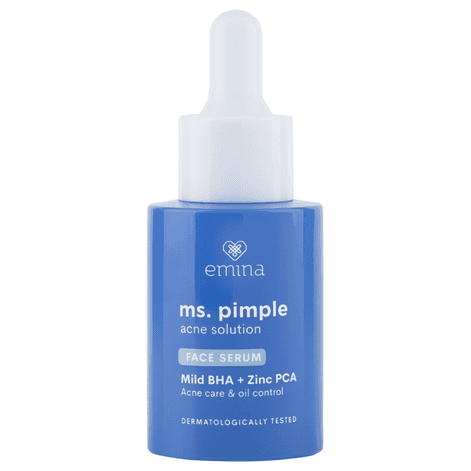 emina
ms. pimple
acne solution
FACE SERUM
Mild BHA + Zinc PCA
Acne care & oil control
DERMATOLOGICALLY TESTED